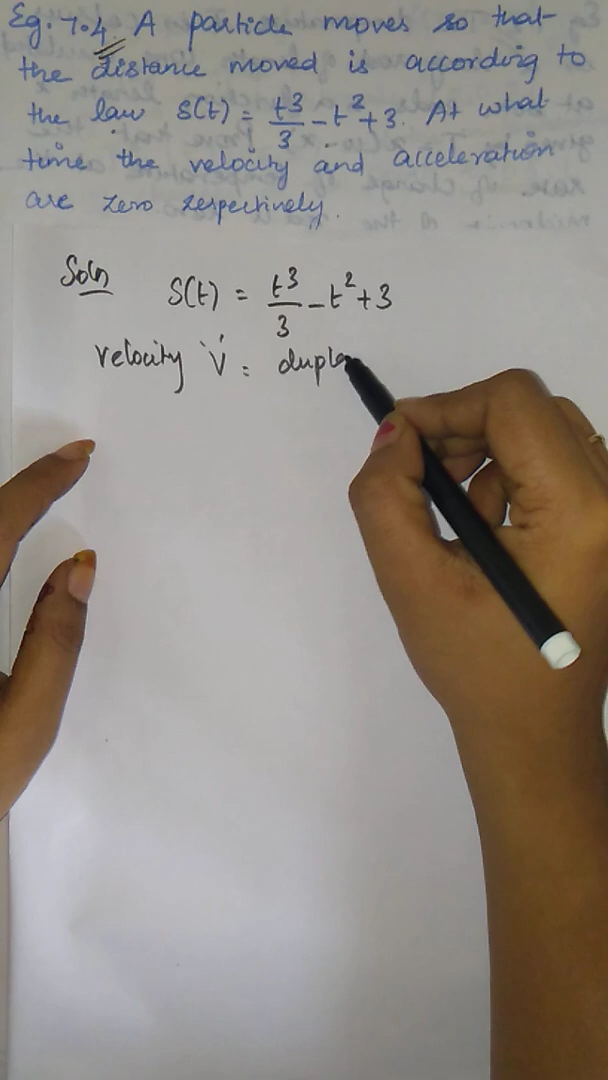 Eg: 7.4 A particle moves so that
the distance moved is according to
the law S(t) = t³/3 - t² + 3. At what
time the velocity and acceleration
are zero respectively.
Soln
S(t) = t³/3 - t² + 3
velocity 'V' = duple